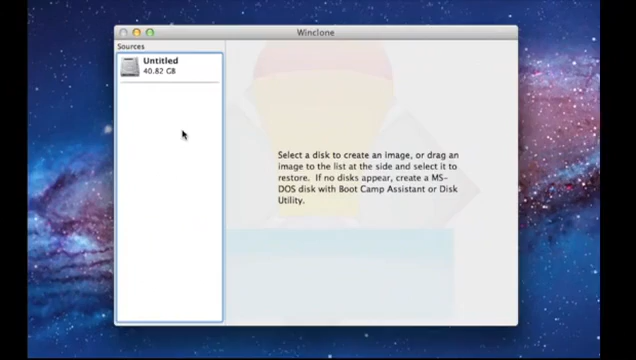 Winclone
Sources
Untitled
40.82 GB
Select a disk to create an image, or drag an
image to the list at the side and select it to
restore. If no disks appear, create a MS-
DOS disk with Boot Camp Assistant or Disk
Utility.